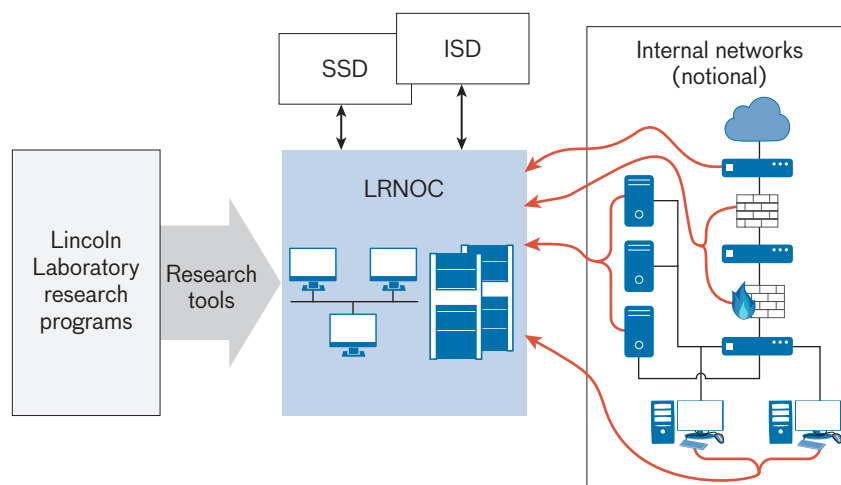 SSD
ISD
Internal networks
(notional)
LRNOC
Lincoln
Laboratory
research
programs
Research
tools